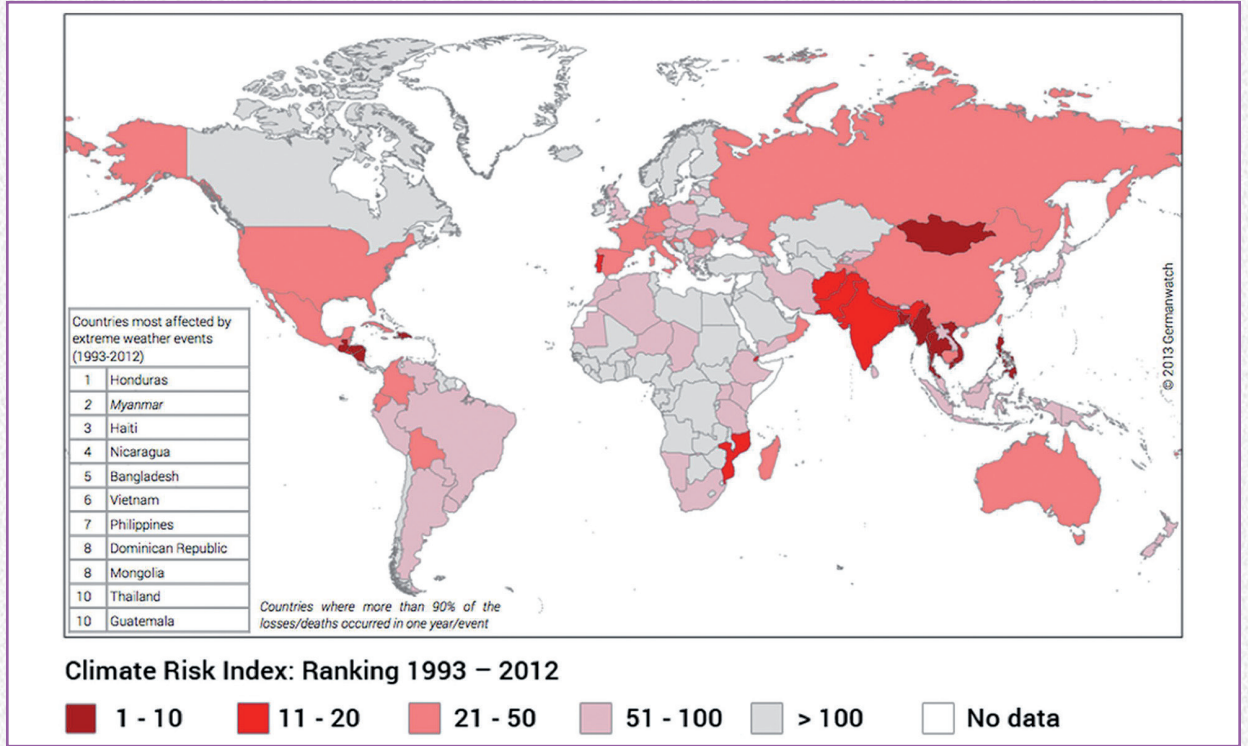 Countries most affected by
extreme weather events
(1993-2012)
1 Honduras
2 Myanmar
3 Haiti
4 Nicaragua
5 Bangladesh
6 Vietnam
7 Philippines
8 Dominican Republic
8 Mongolia
10 Thailand
10 Guatemala
Countries where more than 90% of the
losses/deaths occurred in one year/event
© 2013 Germanwatch
Climate Risk Index: Ranking 1993 – 2012
1 - 10
11 - 20
21 - 50
51 - 100
> 100
No data